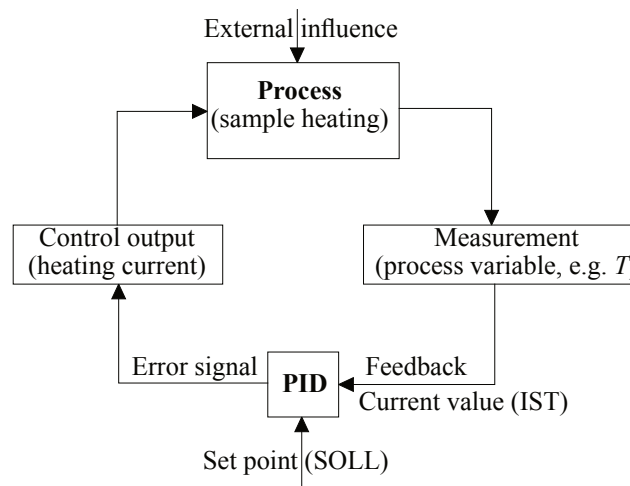 External influence
Process
(sample heating)
Control output
(heating current)
Measurement
(process variable, e.g. T
Error signal
PID
Feedback
Current value (IST)
Set point (SOLL)